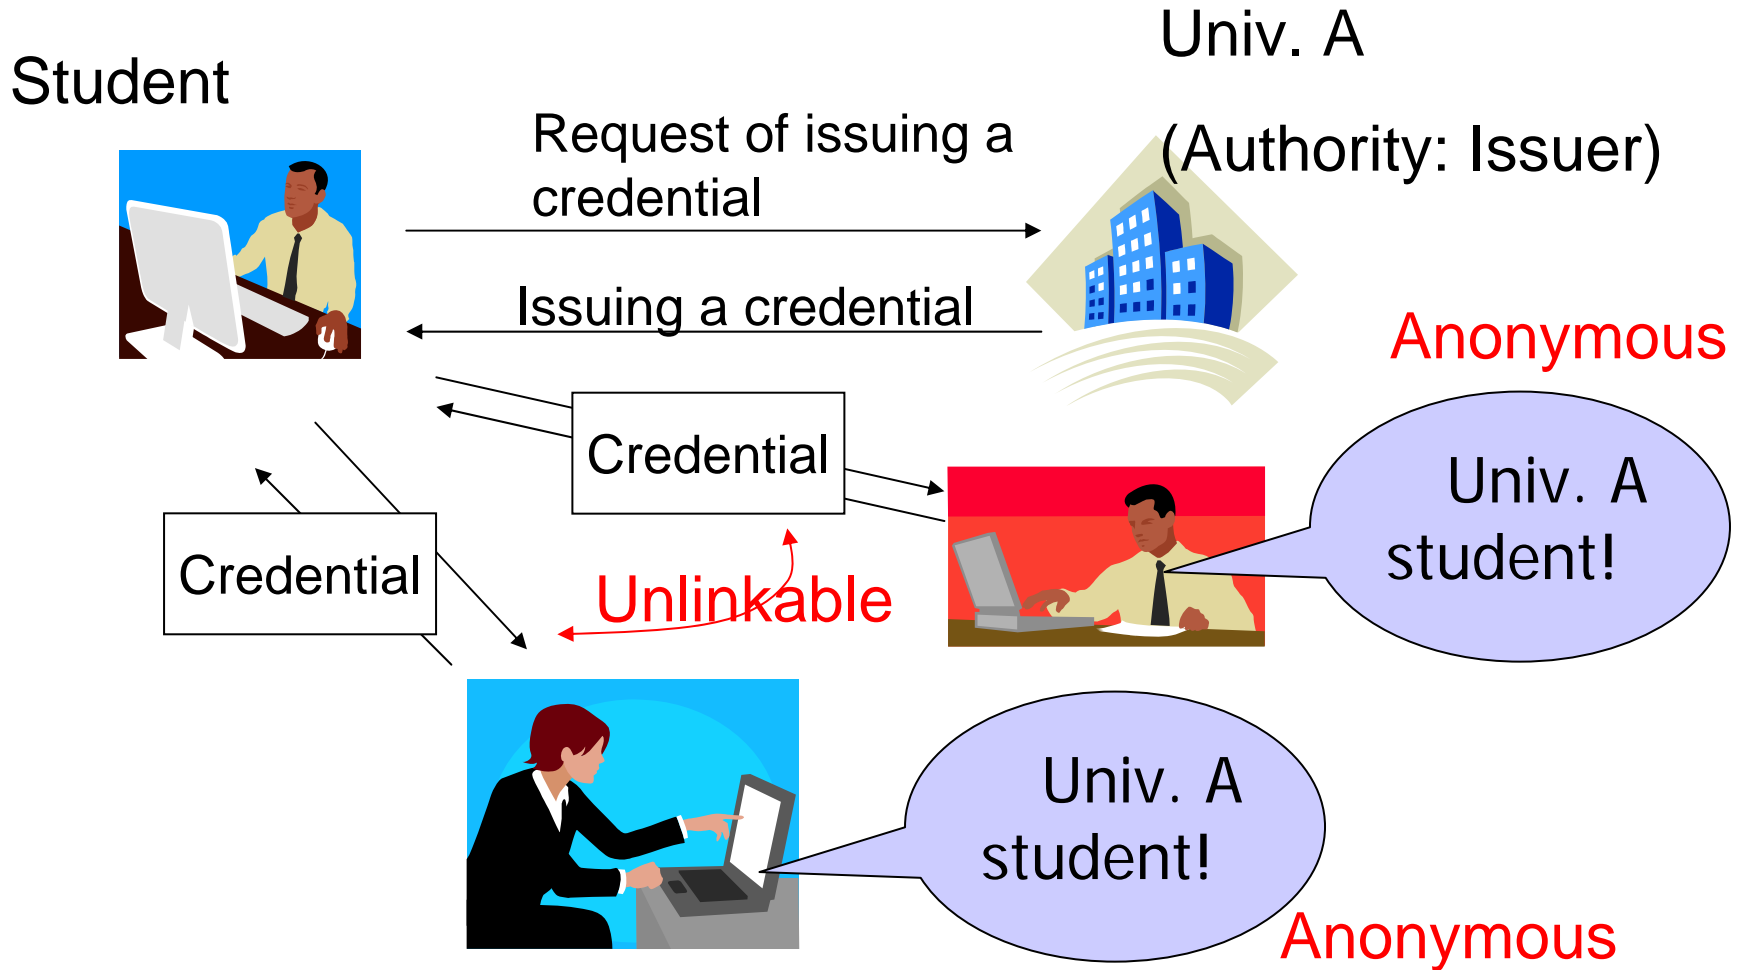 Student
Univ. A
(Authority: Issuer)
Request of issuing a
credential
Issuing a credential
Anonymous
Credential
Univ. A
student!
Credential
Unlinkable
Univ. A
student!
Anonymous